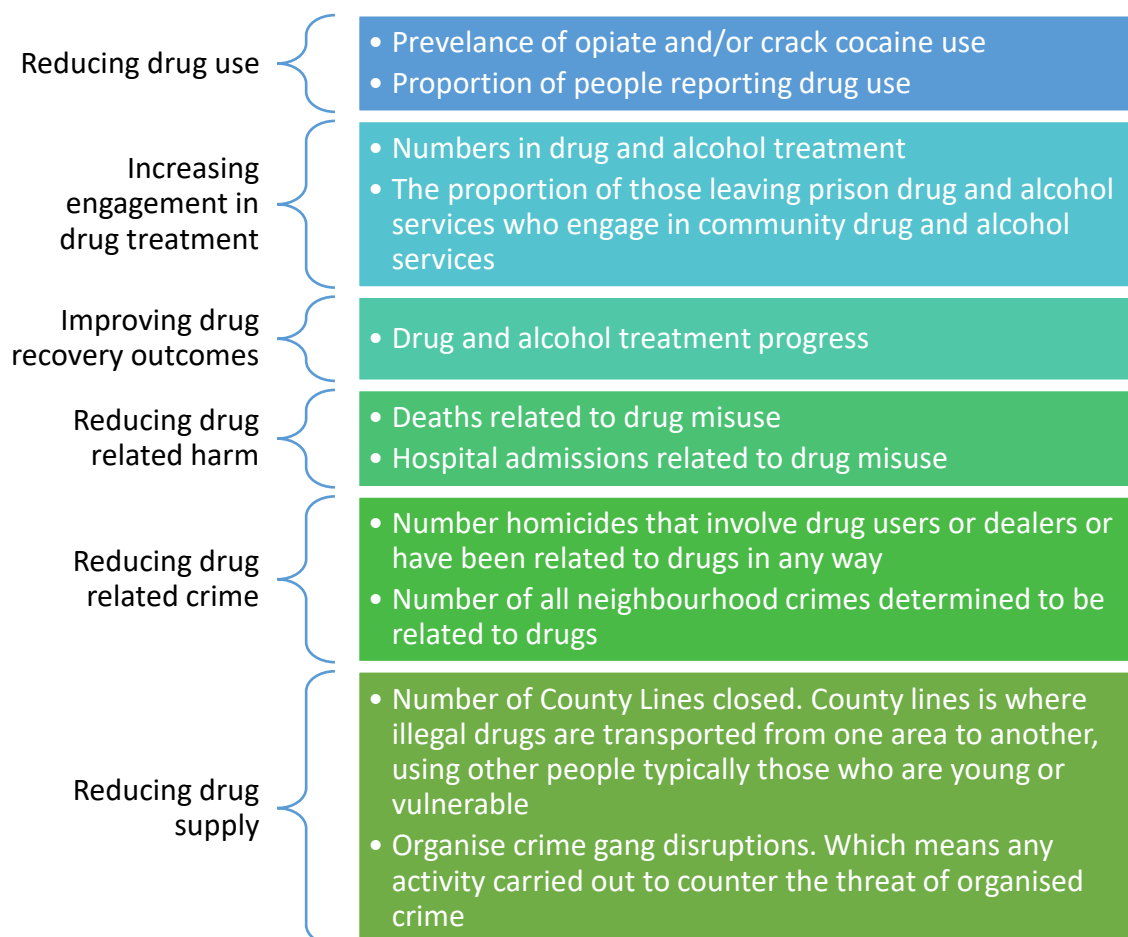 Reducing drug use
• Prevelance of opiate and/or crack cocaine use
• Proportion of people reporting drug use
Increasing
engagement in
drug treatment
• Numbers in drug and alcohol treatment
• The proportion of those leaving prison drug and alcohol
services who engage in community drug and alcohol
services
Improving drug
recovery outcomes
• Drug and alcohol treatment progress
Reducing drug
related harm
• Deaths related to drug misuse
• Hospital admissions related to drug misuse
Reducing drug
related crime
• Number homicides that involve drug users or dealers or
have been related to drugs in any way
• Number of all neighbourhood crimes determined to be
related to drugs
Reducing drug
supply
• Number of County Lines closed. County lines is where
illegal drugs are transported from one area to another,
using other people typically those who are young or
vulnerable
• Organise crime gang disruptions. Which means any
activity carried out to counter the threat of organised
crime